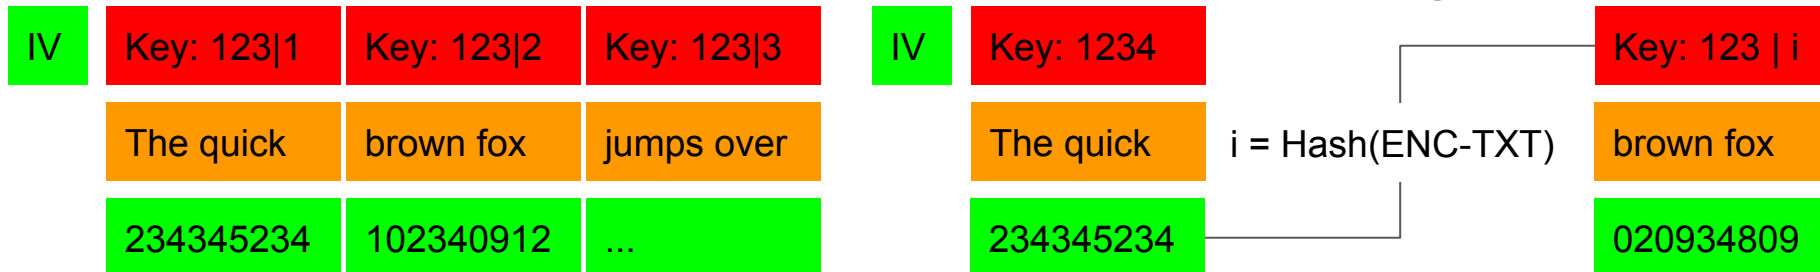 IV Key: 123|1 Key: 123|2 Key: 123|3
The quick brown fox jumps over
234345234 102340912 ...
IV Key: 1234 Key: 123 | i
The quick i = Hash(ENC-TXT) brown fox
234345234 020934809